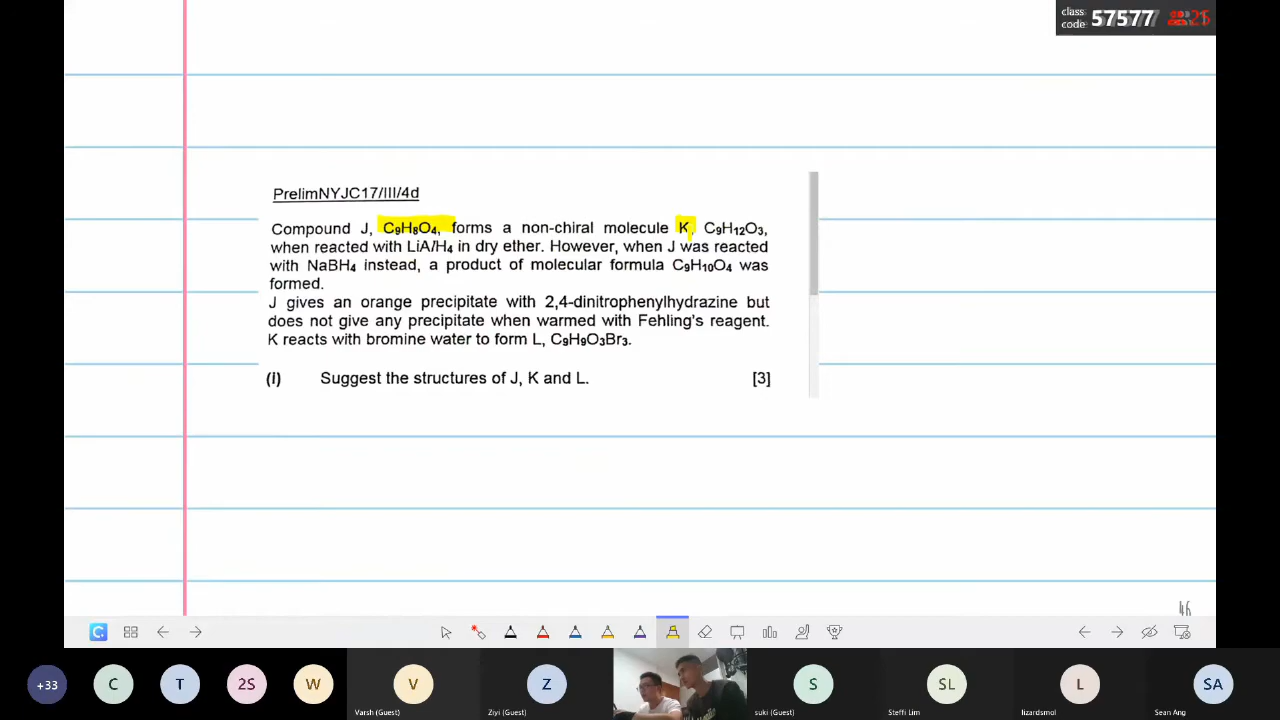 class
code: 57577 25
PrelimNYJC17/III/4d
Compound J, C₉H₈O₄, forms a non-chiral molecule K, C₉H₁₂O₃,
when reacted with LiAlH₄ in dry ether. However, when J was reacted
with NaBH₄ instead, a product of molecular formula C₉H₁₀O₄ was
formed.
J gives an orange precipitate with 2,4-dinitrophenylhydrazine but
does not give any precipitate when warmed with Fehling's reagent.
K reacts with bromine water to form L, C₉H₉O₃Br₃.
(i) Suggest the structures of J, K and L. [3]
46
+33 C T 2S W V Z S SL L SA
Varsh (Guest) Ziyi (Guest) suki (Guest) Steffi Lim lizardsmol Sean Ang